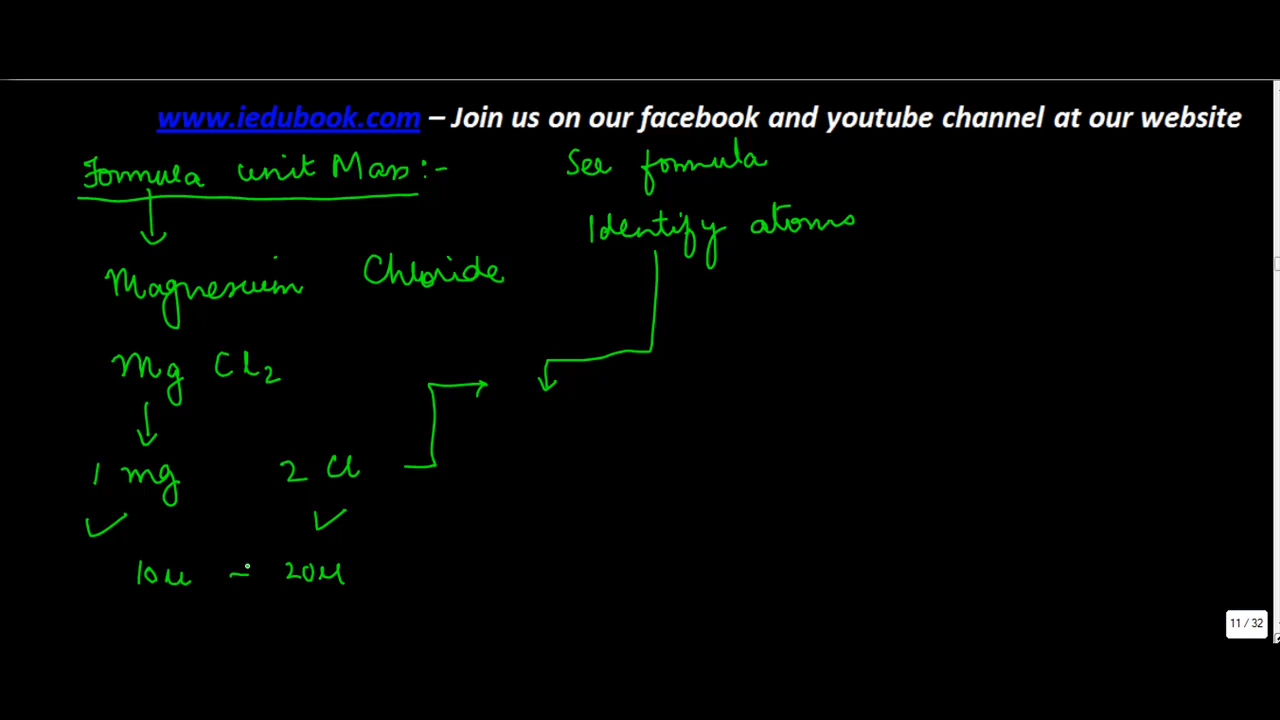 www.iedubook.com – Join us on our facebook and youtube channel at our website
Formula unit Mass :-
See formula
Identify atoms
Magnesium Chloride
Mg Cl2
1 mg 2 Cl
10u - 20u
11 / 32